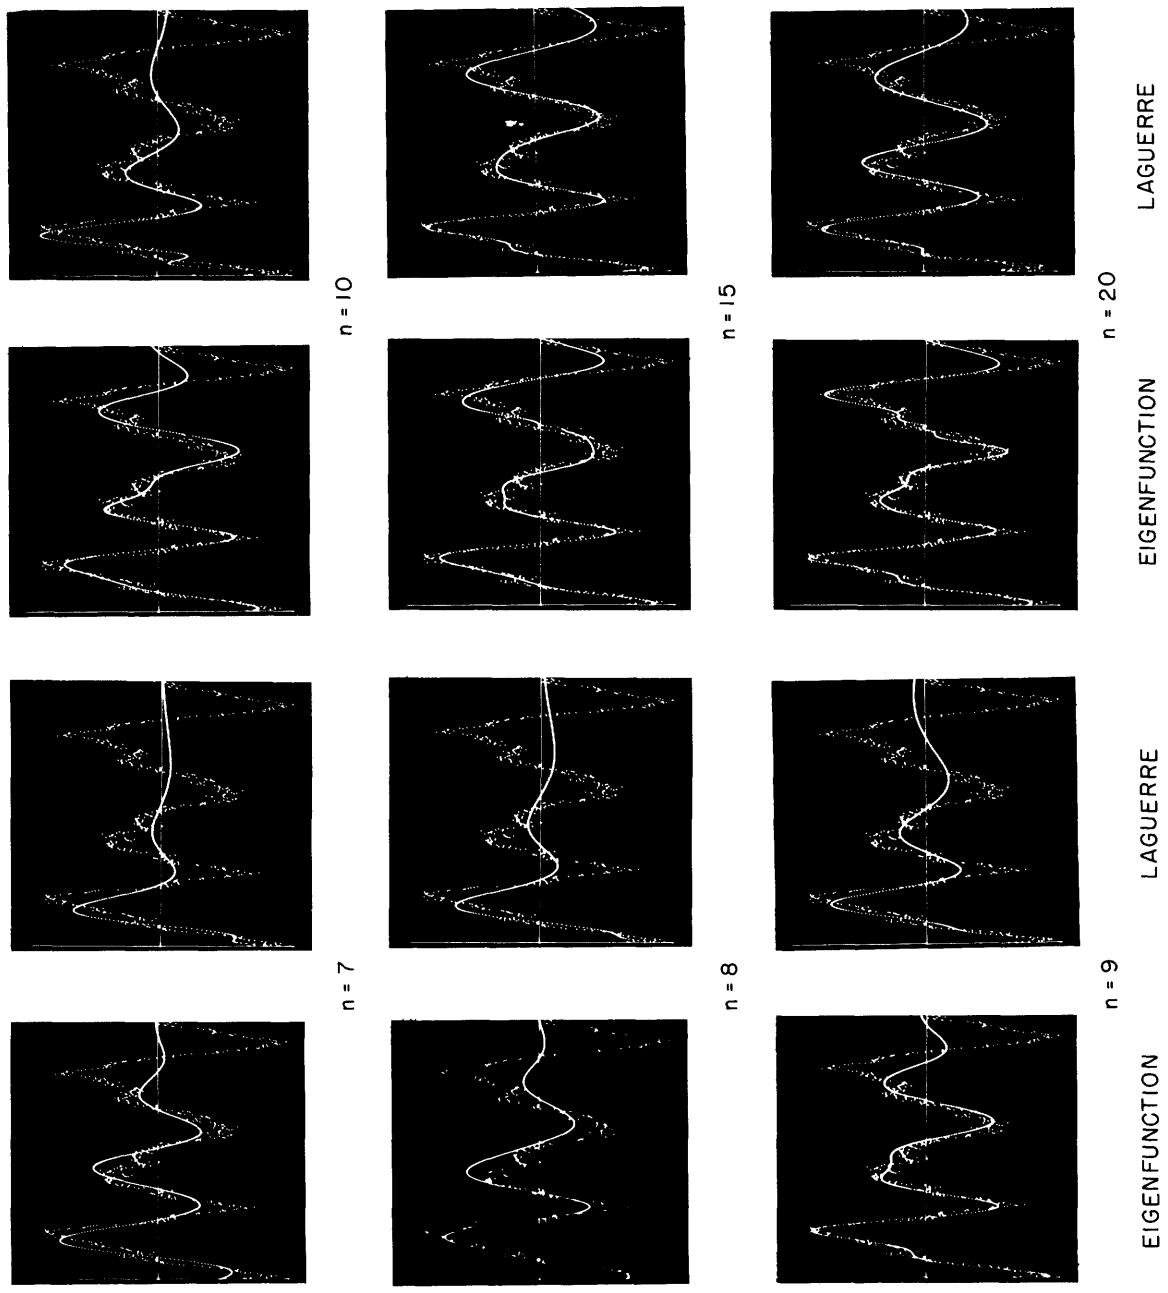 n = 10
n = 15
n = 20
n = 7
n = 8
n = 9
LAGUERRE
EIGENFUNCTION
LAGUERRE
EIGENFUNCTION